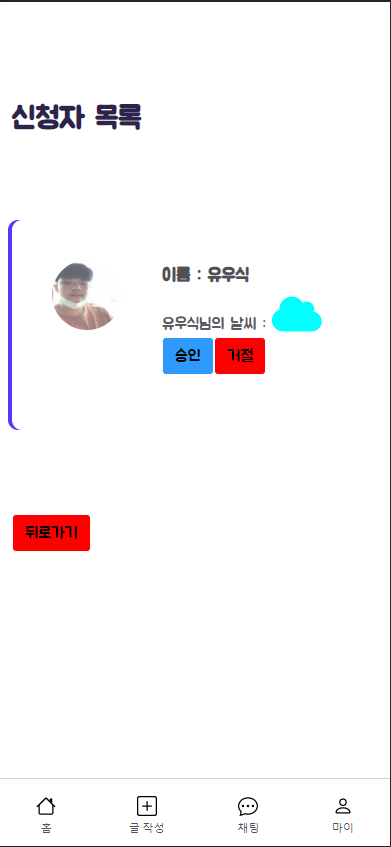 신청자 목록
이름 : 유우식
유우식님의 날씨 :
승인 거절
뒤로가기
홈 글 작성 채팅 마이